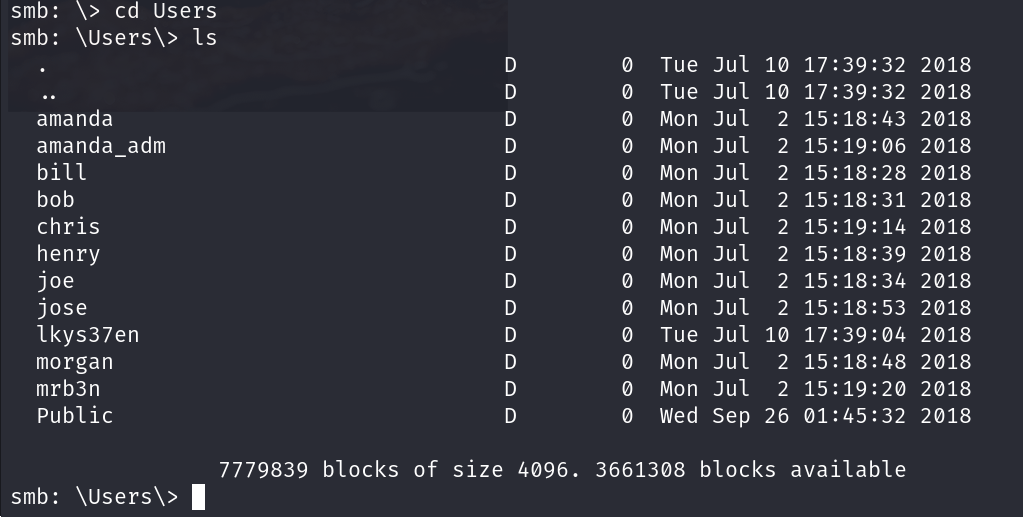 smb: \> cd Users
smb: \Users\> ls
. D 0 Tue Jul 10 17:39:32 2018
.. D 0 Tue Jul 10 17:39:32 2018
amanda D 0 Mon Jul 2 15:18:43 2018
amanda_adm D 0 Mon Jul 2 15:19:06 2018
bill D 0 Mon Jul 2 15:18:28 2018
bob D 0 Mon Jul 2 15:18:31 2018
chris D 0 Mon Jul 2 15:19:14 2018
henry D 0 Mon Jul 2 15:18:39 2018
joe D 0 Mon Jul 2 15:18:34 2018
jose D 0 Mon Jul 2 15:18:53 2018
lkys37en D 0 Tue Jul 10 17:39:04 2018
morgan D 0 Mon Jul 2 15:18:48 2018
mrb3n D 0 Mon Jul 2 15:19:20 2018
Public D 0 Wed Sep 26 01:45:32 2018
7779839 blocks of size 4096. 3661308 blocks available
smb: \Users\>